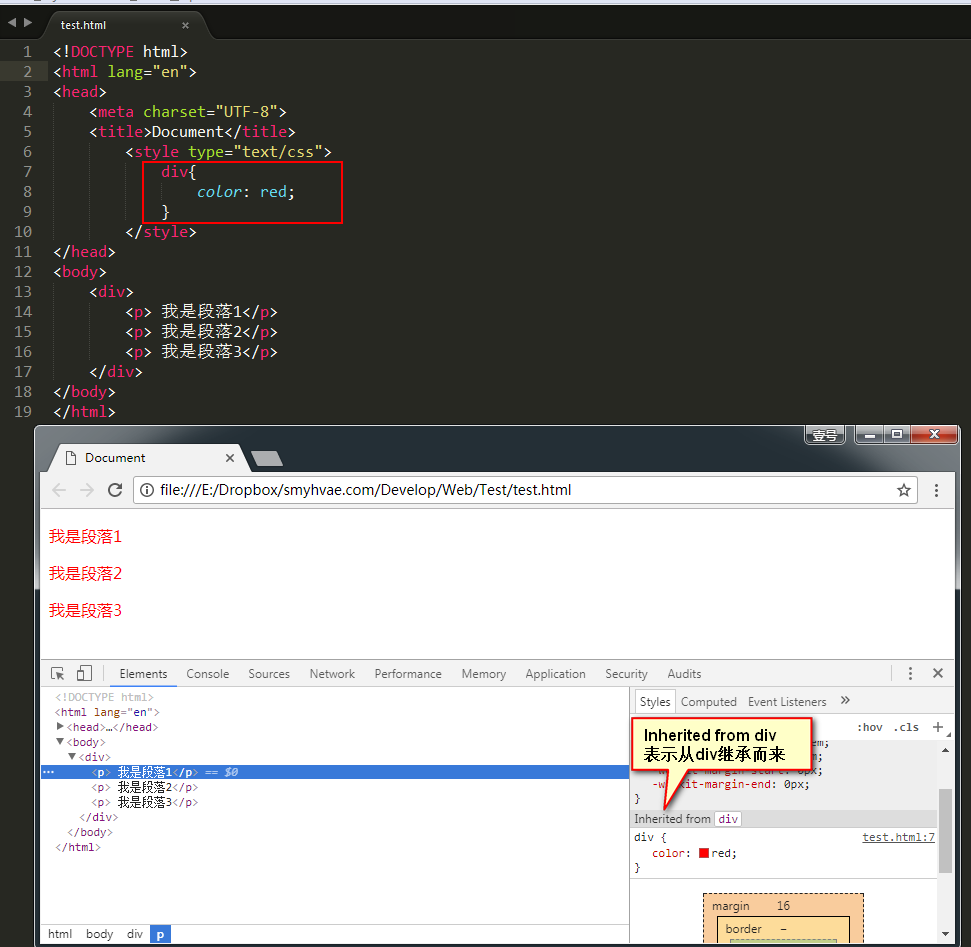 test.html ×
1 <!DOCTYPE html>
2 <html lang="en">
3 <head>
4 <meta charset="UTF-8">
5 <title>Document</title>
6 <style type="text/css">
7 div{
8 color: red;
9 }
10 </style>
11 </head>
12 <body>
13 <div>
14 <p> 我是段落1</p>
15 <p> 我是段落2</p>
16 <p> 我是段落3</p>
17 </div>
18 </body>
19 </html>
壹号
Document
file:///E:/Dropbox/smyhvae.com/Develop/Web/Test/test.html
我是段落1
我是段落2
我是段落3
Elements Console Sources Network Performance Memory Application Security Audits
<!DOCTYPE html>
<html lang="en">
<head>…</head>
<body>
<div>
<p> 我是段落1</p> == $0
<p> 我是段落2</p>
<p> 我是段落3</p>
</div>
</body>
</html>
html body div p
Styles Computed Event Listeners »
:hov .cls +
Inherited from div
表示从div继承而来
-margin-start: 0px;
-margin-end: 0px;
}
Inherited from div
div { test.html:7
color: red;
}
margin 16
border –